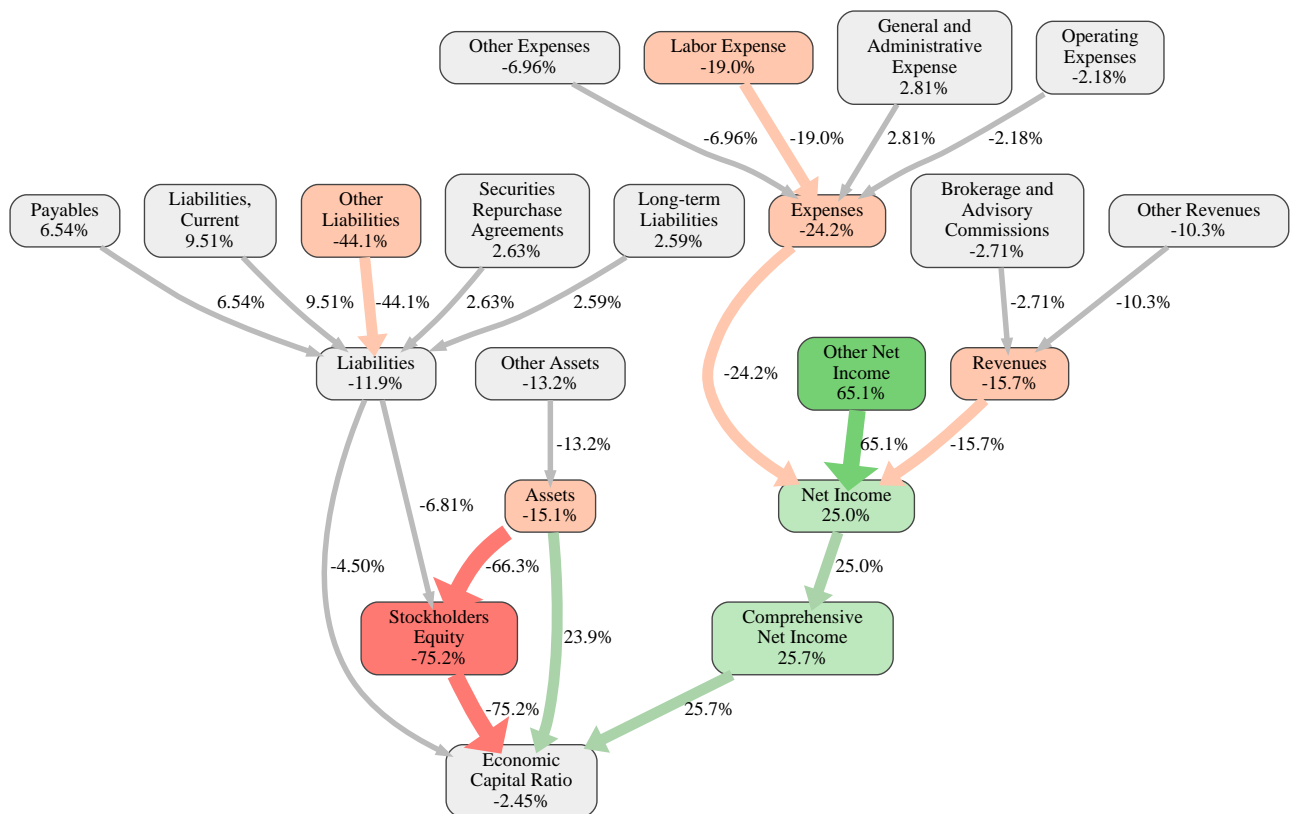 Other Expenses
-6.96%
Labor Expense
-19.0%
General and
Administrative
Expense
2.81%
Operating
Expenses
-2.18%
-6.96%
-19.0%
2.81%
-2.18%
Payables
6.54%
Liabilities,
Current
9.51%
Other
Liabilities
-44.1%
Securities
Repurchase
Agreements
2.63%
Long-term
Liabilities
2.59%
Expenses
-24.2%
Brokerage and
Advisory
Commissions
-2.71%
Other Revenues
-10.3%
6.54%
9.51%
-44.1%
2.63%
2.59%
-2.71%
-10.3%
Liabilities
-11.9%
Other Assets
-13.2%
-24.2%
Other Net
Income
65.1%
Revenues
-15.7%
-13.2%
65.1%
-15.7%
-6.81%
Assets
-15.1%
Net Income
25.0%
-4.50%
-66.3%
25.0%
Stockholders
Equity
-75.2%
23.9%
Comprehensive
Net Income
25.7%
-75.2%
25.7%
Economic
Capital Ratio
-2.45%